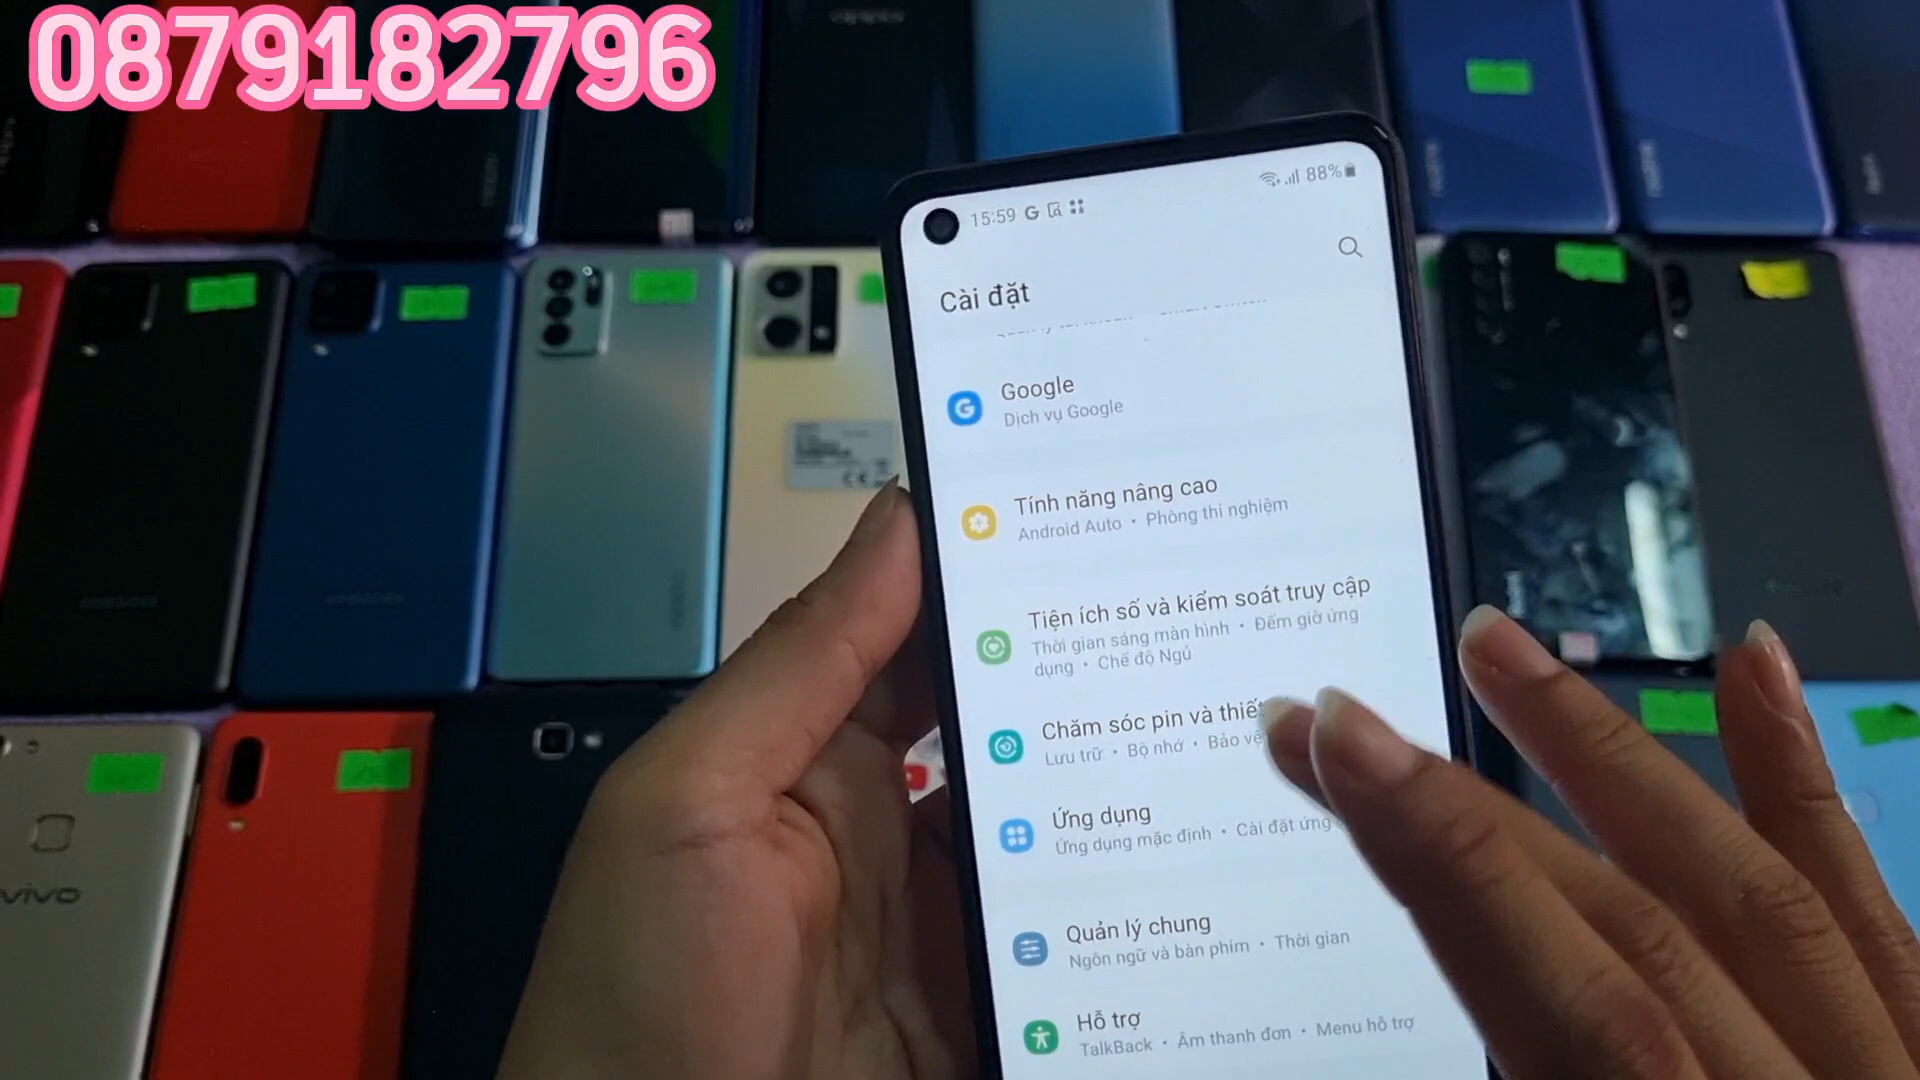 0879182796
15:59 G
88%
Cài đặt
Google
Dịch vụ Google
Tính năng nâng cao
Android Auto • Phòng thí nghiệm
Tiện ích số và kiểm soát truy cập
Thời gian sáng màn hình • Đếm giờ ứng
dụng • Chế độ Ngủ
Chăm sóc pin và thiết
Lưu trữ • Bộ nhớ • Bảo vệ
Ứng dụng
Ứng dụng mặc định • Cài đặt ứng
Quản lý chung
Ngôn ngữ và bàn phím • Thời gian
Hỗ trợ
TalkBack • Âm thanh đơn • Menu hỗ trợ
vivo